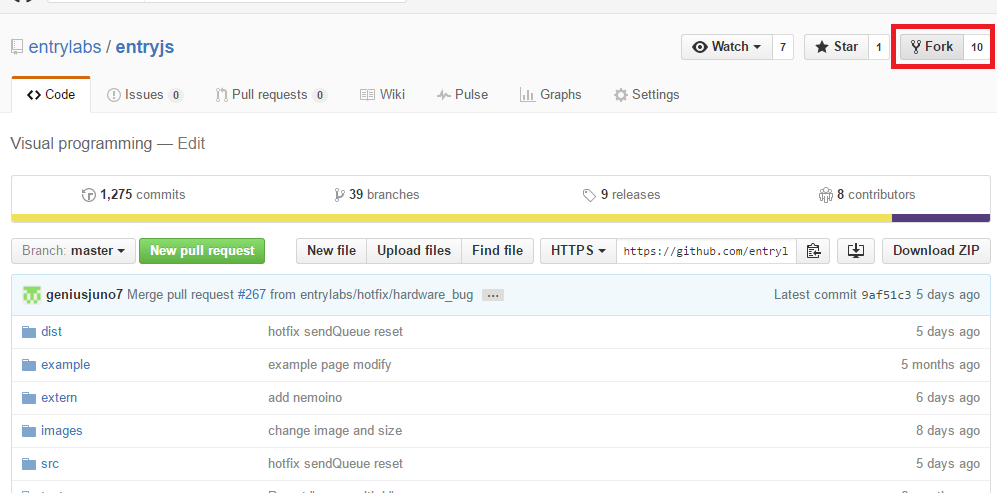 entrylabs / entryjs
Watch 7 Star 1 Fork 10
Code Issues 0 Pull requests 0 Wiki Pulse Graphs Settings
Visual programming — Edit
1,275 commits 39 branches 9 releases 8 contributors
Branch: master New pull request New file Upload files Find file HTTPS https://github.com/entryl Download ZIP
geniusjuno7 Merge pull request #267 from entrylabs/hotfix/hardware_bug … Latest commit 9af51c3 5 days ago
dist hotfix sendQueue reset 5 days ago
example example page modify 5 months ago
extern add nemoino 6 days ago
images change image and size 8 days ago
src hotfix sendQueue reset 5 days ago